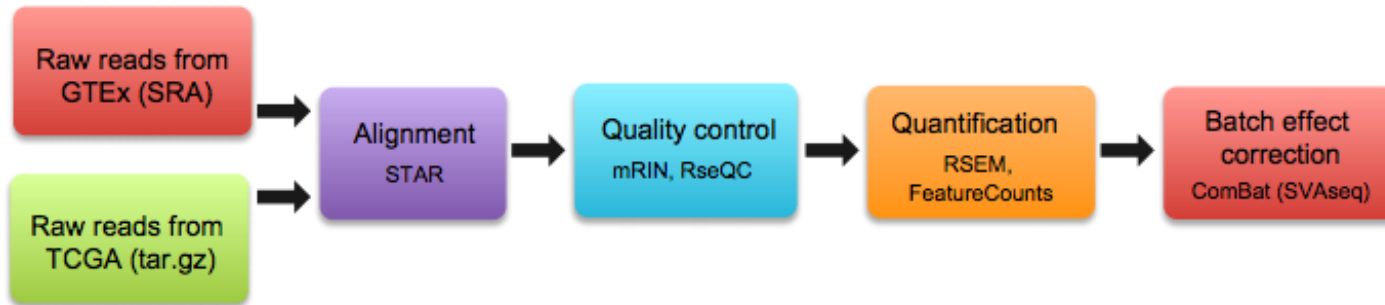 Raw reads from
GTEx (SRA)
Raw reads from
TCGA (tar.gz)
Alignment
STAR
Quality control
mRIN, RseQC
Quantification
RSEM,
FeatureCounts
Batch effect
correction
ComBat (SVAseq)